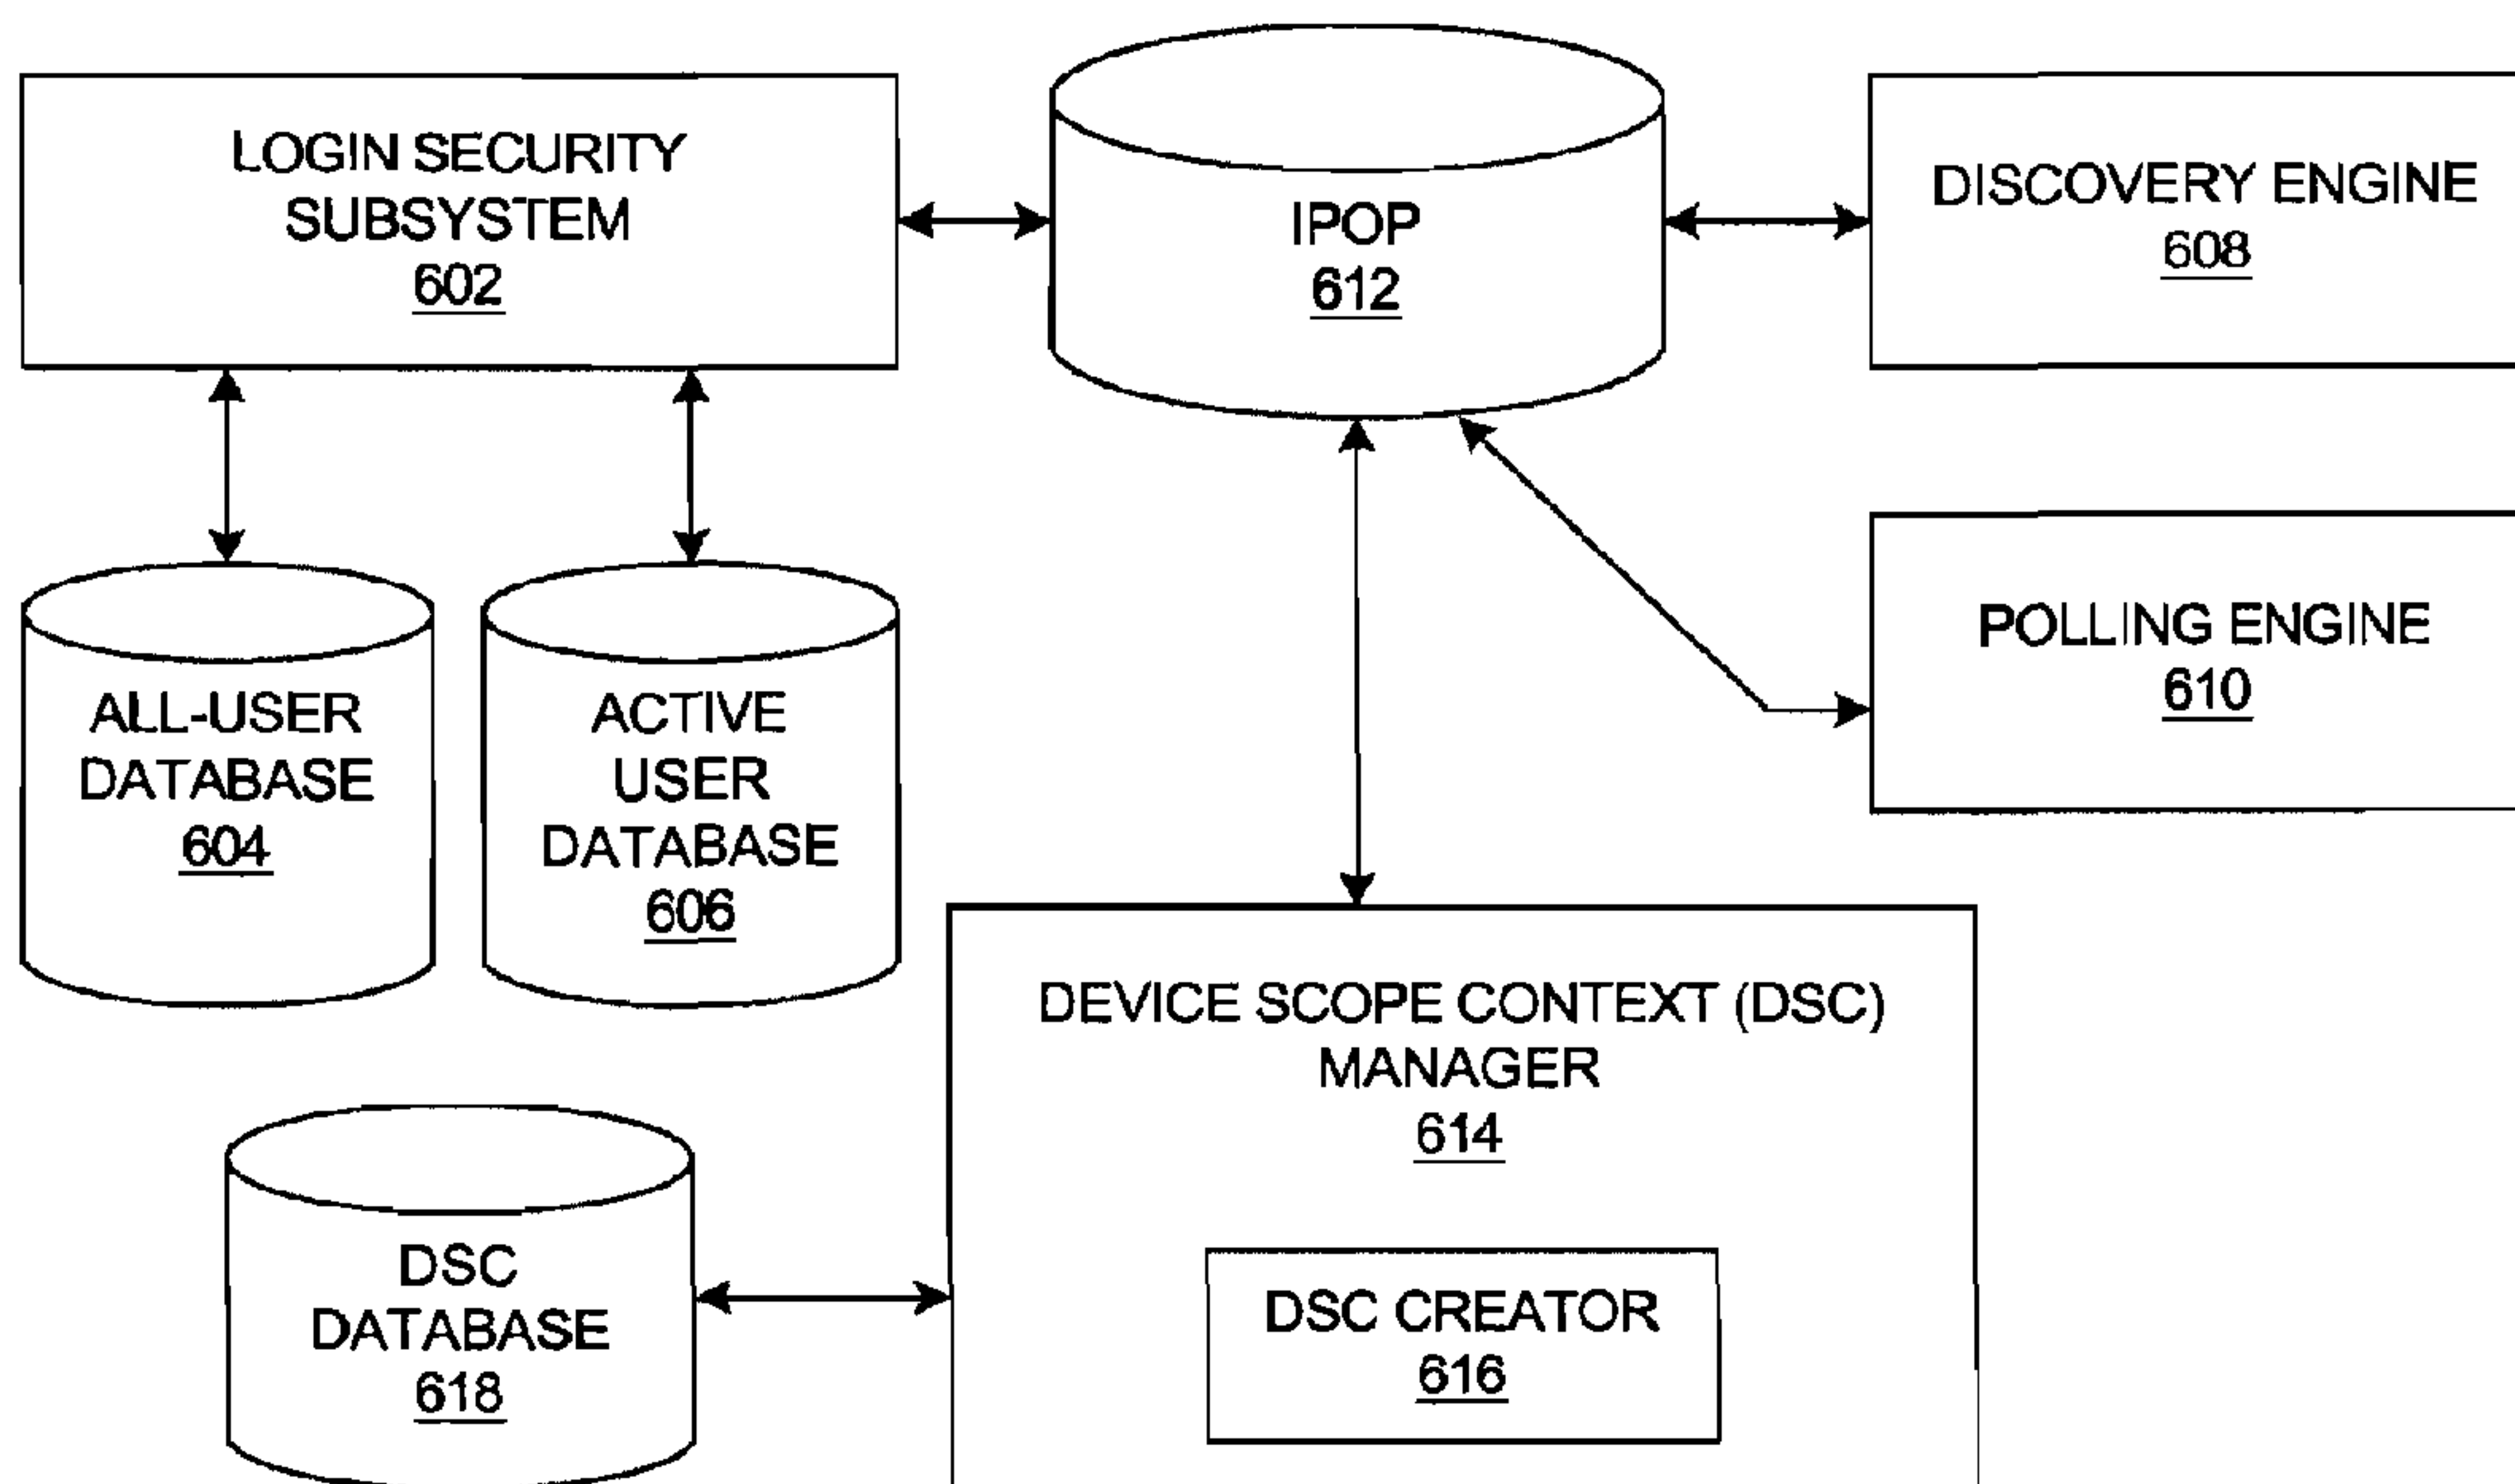 LOGIN SECURITY
SUBSYSTEM
602
IPOP
612
DISCOVERY ENGINE
608
POLLING ENGINE
610
ALL-USER
DATABASE
604
ACTIVE
USER
DATABASE
606
DEVICE SCOPE CONTEXT (DSC)
MANAGER
614
DSC
DATABASE
618
DSC CREATOR
616